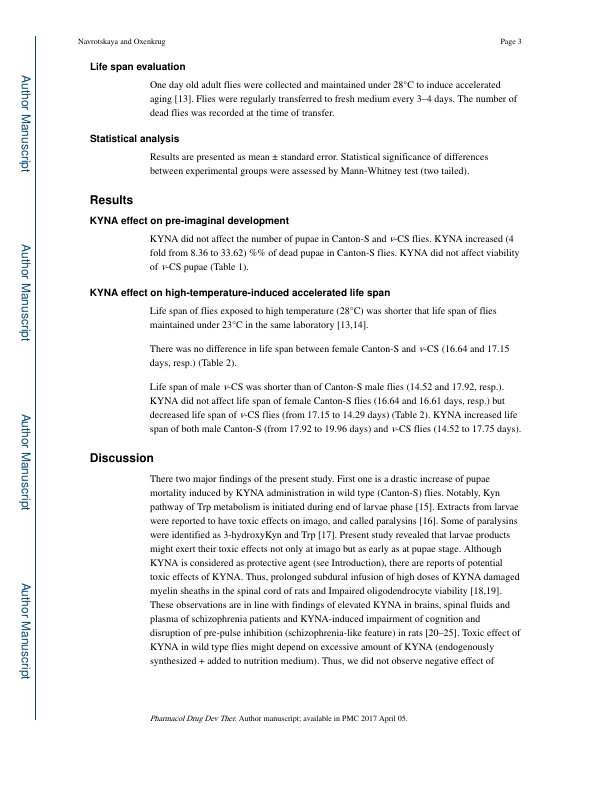 Navrotskaya and Oxenkrug Page 3
Life span evaluation
One day old adult flies were collected and maintained under 28°C to induce accelerated
aging [13]. Flies were regularly transferred to fresh medium every 3–4 days. The number of
dead flies was recorded at the time of transfer.
Statistical analysis
Results are presented as mean ± standard error. Statistical significance of differences
between experimental groups were assessed by Mann-Whitney test (two tailed).
Results
KYNA effect on pre-imaginal development
KYNA did not affect the number of pupae in Canton-S and v-CS flies. KYNA increased (4
fold from 8.36 to 33.62) %% of dead pupae in Canton-S flies. KYNA did not affect viability
of v-CS pupae (Table 1).
KYNA effect on high-temperature-induced accelerated life span
Life span of flies exposed to high temperature (28°C) was shorter that life span of flies
maintained under 23°C in the same laboratory [13,14].
There was no difference in life span between female Canton-S and v-CS (16.64 and 17.15
days, resp.) (Table 2).
Life span of male v-CS was shorter than of Canton-S male flies (14.52 and 17.92, resp.).
KYNA did not affect life span of female Canton-S flies (16.64 and 16.61 days, resp.) but
decreased life span of v-CS flies (from 17.15 to 14.29 days) (Table 2). KYNA increased life
span of both male Canton-S (from 17.92 to 19.96 days) and v-CS flies (14.52 to 17.75 days).
Discussion
There two major findings of the present study. First one is a drastic increase of pupae
mortality induced by KYNA administration in wild type (Canton-S) flies. Notably, Kyn
pathway of Trp metabolism is initiated during end of larvae phase [15]. Extracts from larvae
were reported to have toxic effects on imago, and called paralysins [16]. Some of paralysins
were identified as 3-hydroxyKyn and Trp [17]. Present study revealed that larvae products
might exert their toxic effects not only at imago but as early as at pupae stage. Although
KYNA is considered as protective agent (see Introduction), there are reports of potential
toxic effects of KYNA. Thus, prolonged subdural infusion of high doses of KYNA damaged
myelin sheaths in the spinal cord of rats and Impaired oligodendrocyte viability [18,19].
These observations are in line with findings of elevated KYNA in brains, spinal fluids and
plasma of schizophrenia patients and KYNA-induced impairment of cognition and
disruption of pre-pulse inhibition (schizophrenia-like feature) in rats [20–25]. Toxic effect of
KYNA in wild type flies might depend on excessive amount of KYNA (endogenously
synthesized + added to nutrition medium). Thus, we did not observe negative effect of
Pharmacol Drug Dev Ther. Author manuscript; available in PMC 2017 April 05.
Author Manuscript
Author Manuscript
Author Manuscript
Author Manuscript